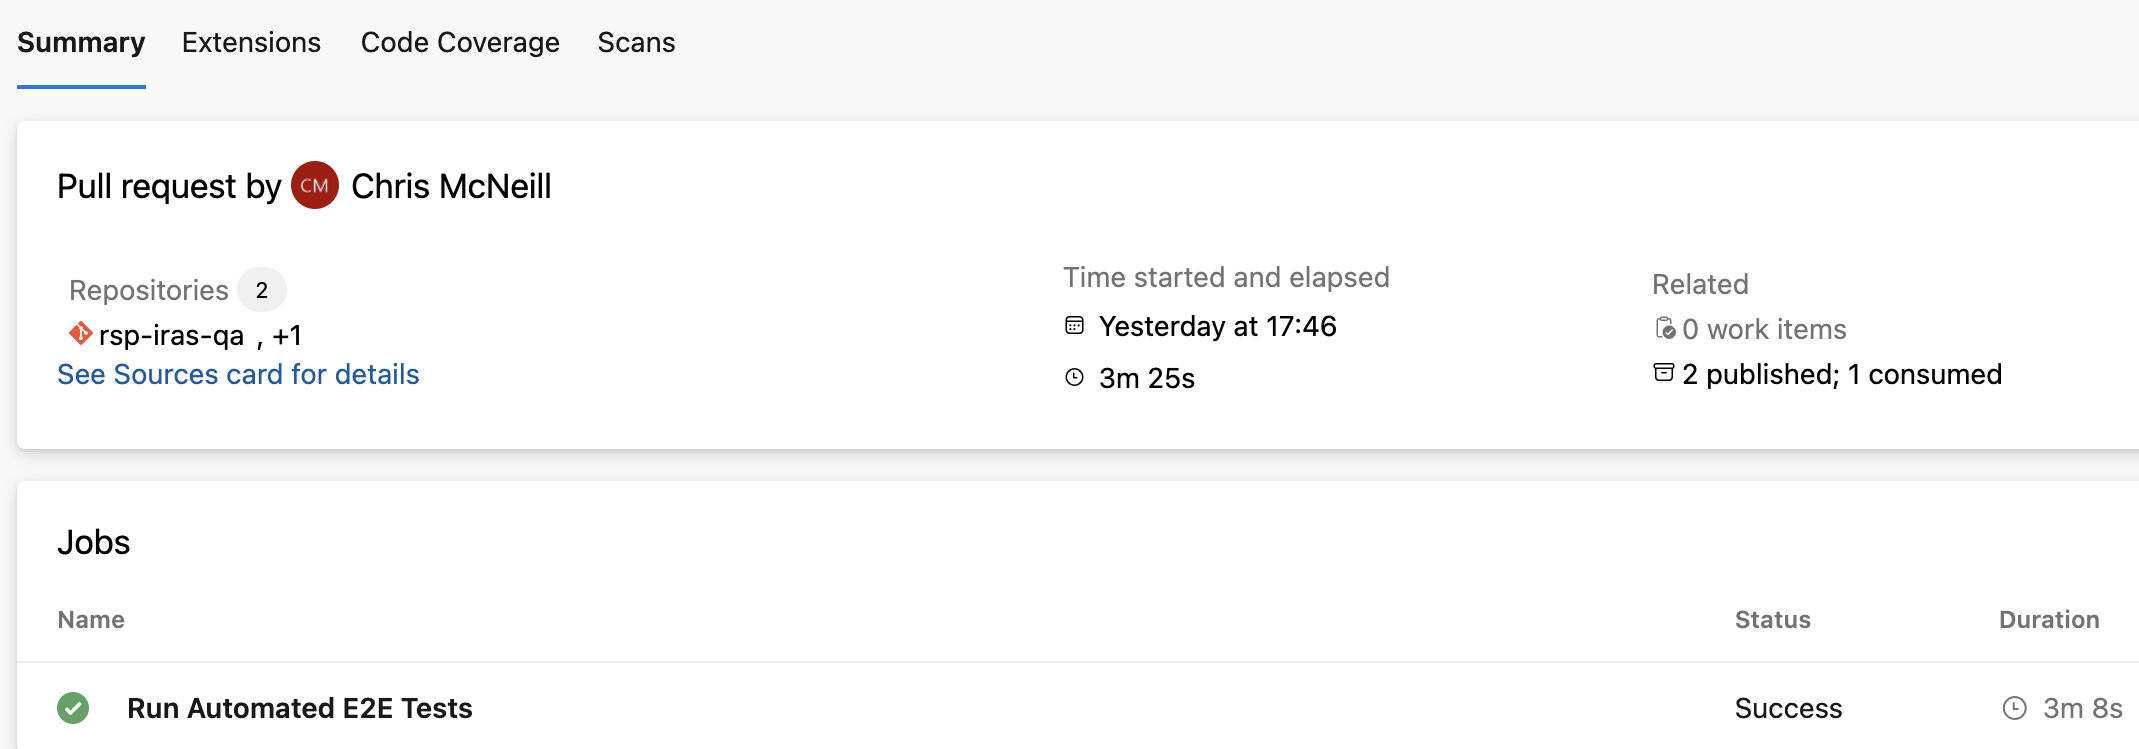 Summary Extensions Code Coverage Scans
Pull request by CM Chris McNeill
Repositories 2
rsp-iras-qa , +1
See Sources card for details
Time started and elapsed
Yesterday at 17:46
3m 25s
Related
0 work items
2 published; 1 consumed
Jobs
Name Status Duration
Run Automated E2E Tests Success 3m 8s